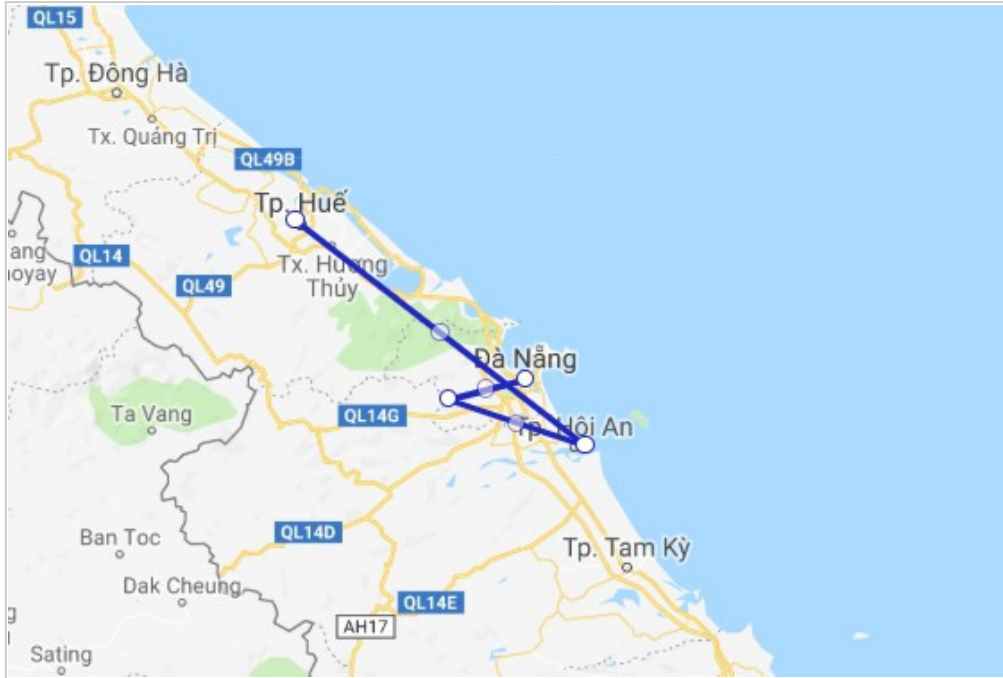 QL15
Tp. Đông Hà
Tx. Quảng Trị
QL49B
Tp. Huế
ang
QL14
Tx. Hương
Thủy
QL49
Đà Nẵng
Ta Vang
QL14G
Tp. Hội An
QL14D
Ban Toc
Tp. Tam Kỳ
Dak Cheung
QL14E
AH17
Sating